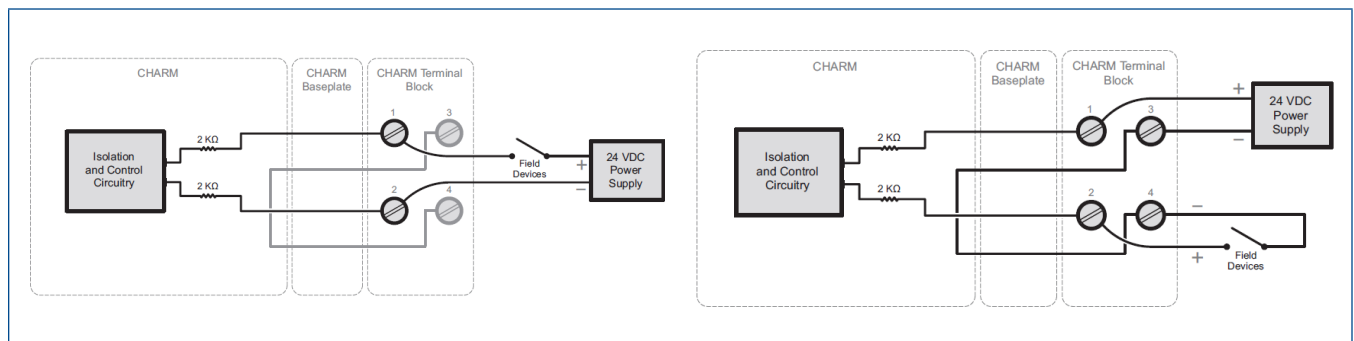 CHARM
CHARM
Baseplate
CHARM Terminal
Block
1
3
2 KΩ
Isolation
and Control
Circuitry
2 KΩ
2
4
Field
Devices
+
−
24 VDC
Power
Supply
CHARM
CHARM
Baseplate
CHARM Terminal
Block
1
3
2 KΩ
Isolation
and Control
Circuitry
2 KΩ
2
4
+
−
24 VDC
Power
Supply
−
+
Field
Devices